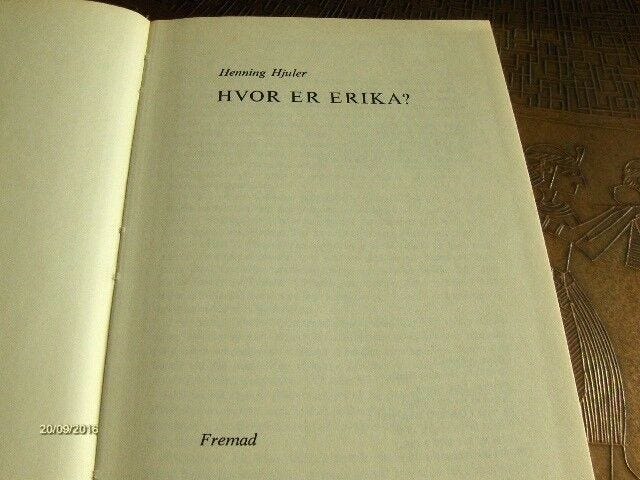 Henning Hjuler
HVOR ER ERIKA?
Fremad
20/09/2016